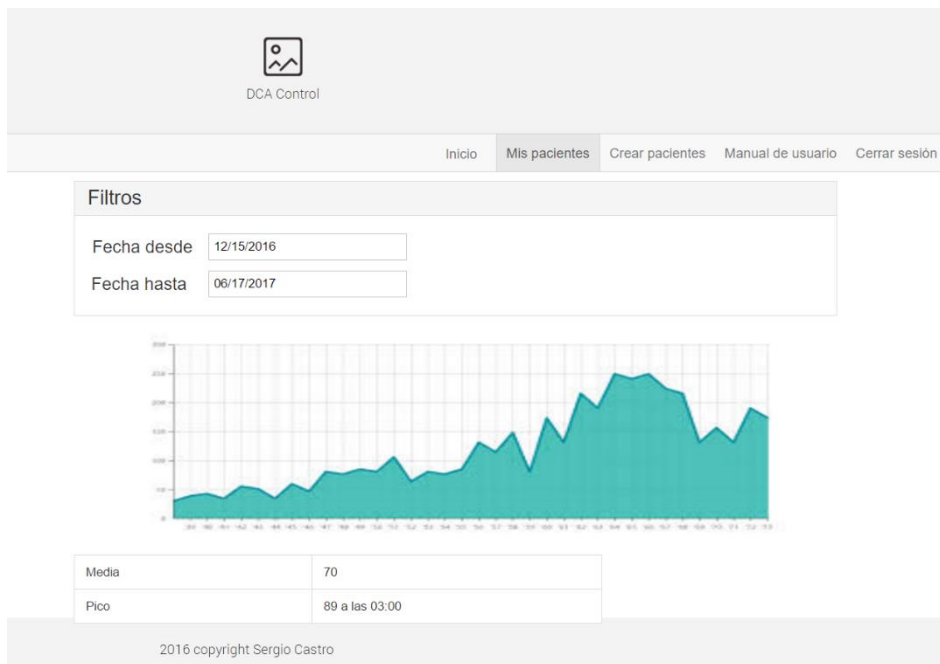 DCA Control
Inicio Mis pacientes Crear pacientes Manual de usuario Cerrar sesión
Filtros
Fecha desde 12/15/2016
Fecha hasta 06/17/2017
Media 70
Pico 89 a las 03:00
2016 copyright Sergio Castro